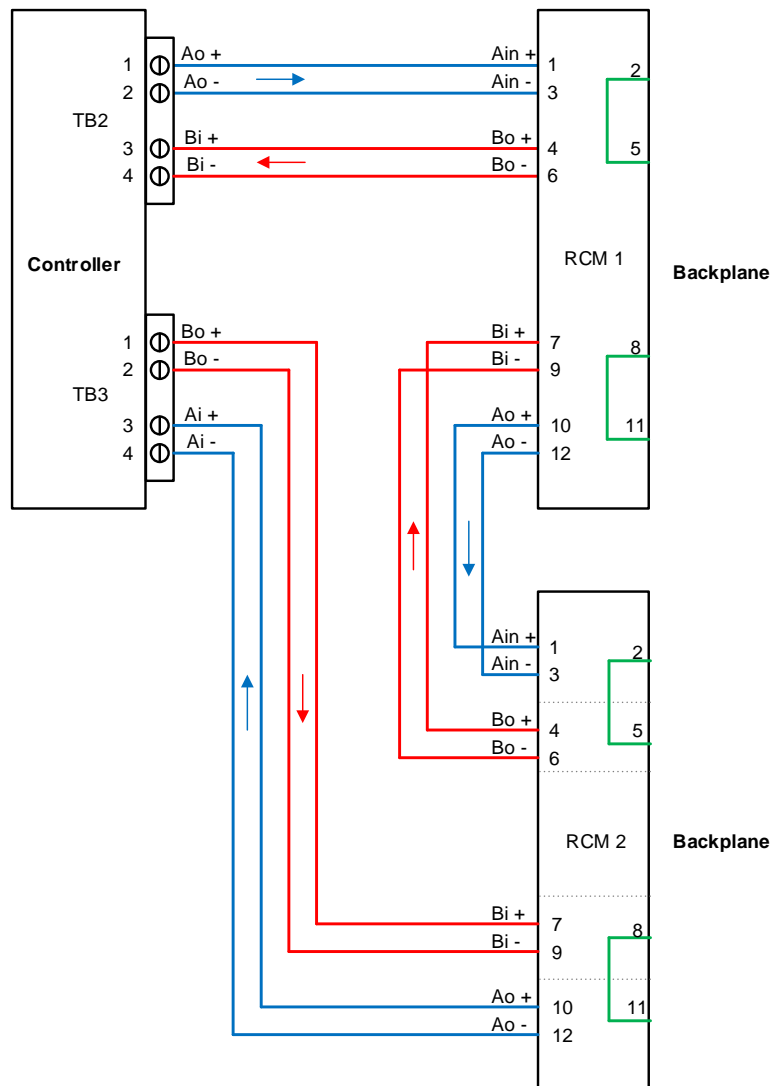 Ao +
Ain +
1
1
2
Ao -
Ain -
2
3
TB2
Bi +
Bo +
3
4
5
Bi -
Bo -
4
6
Controller
RCM 1
Backplane
Bo +
Bi +
1
7
8
Bo -
Bi -
2
9
TB3
Ai +
Ao +
3
10
11
Ai -
Ao -
4
12
Ain +
1
2
Ain -
3
Bo +
4
5
Bo -
6
RCM 2
Backplane
Bi +
7
8
Bi -
9
Ao +
10
11
Ao -
12